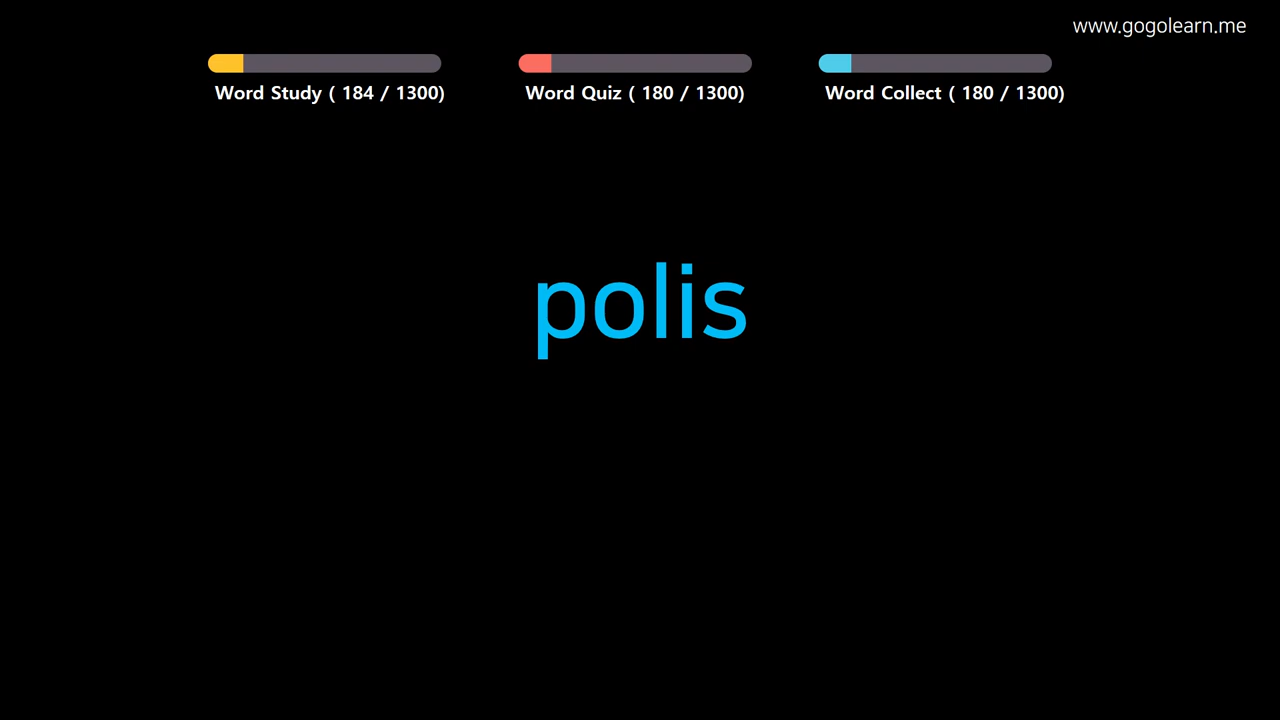 www.gogolearn.me
Word Study ( 184 / 1300)
Word Quiz ( 180 / 1300)
Word Collect ( 180 / 1300)
polis